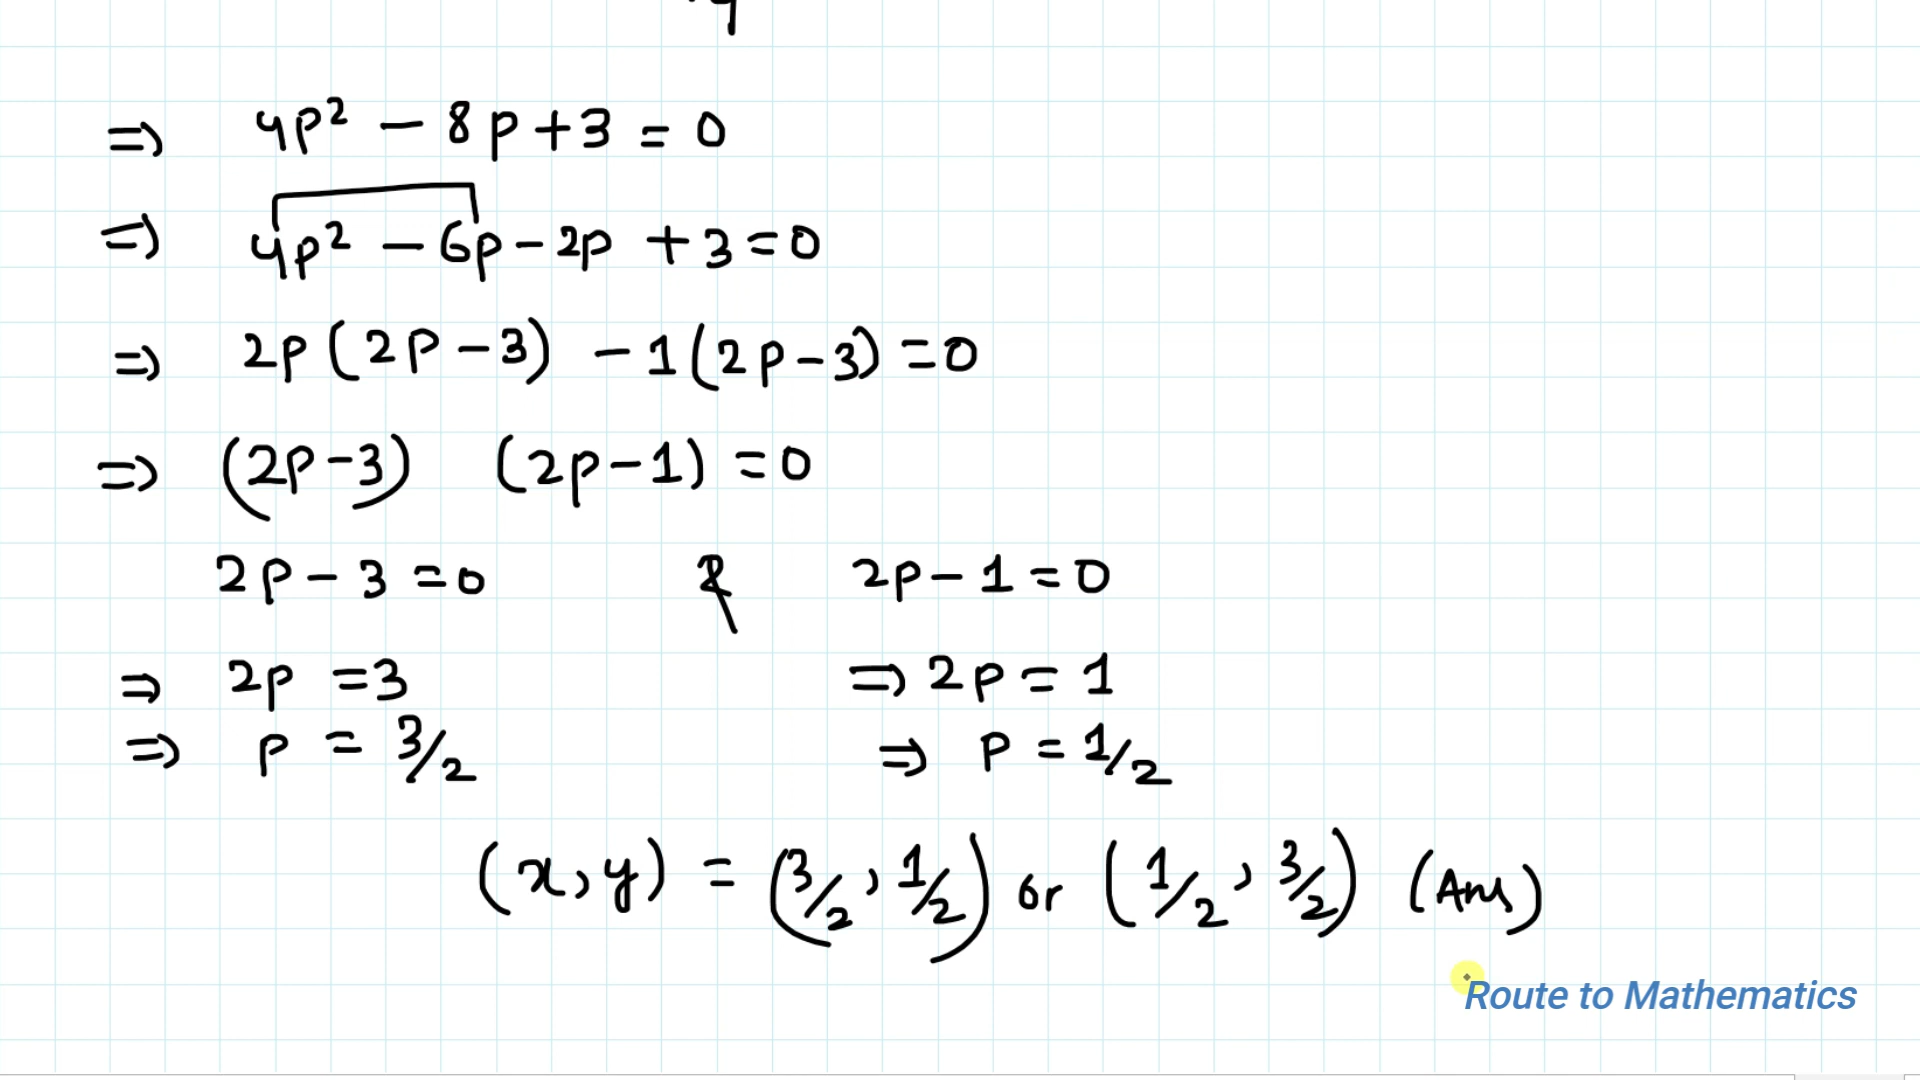 ⇒ 4p² − 8p + 3 = 0
⇒ 4p² − 6p − 2p + 3 = 0
⇒ 2p (2p − 3) − 1 (2p − 3) = 0
⇒ (2p − 3) (2p − 1) = 0
2p − 3 = 0 & 2p − 1 = 0
⇒ 2p = 3 ⇒ 2p = 1
⇒ p = 3/2 ⇒ p = 1/2
(x, y) = (3/2, 1/2) or (1/2, 3/2) (Ans)
Route to Mathematics